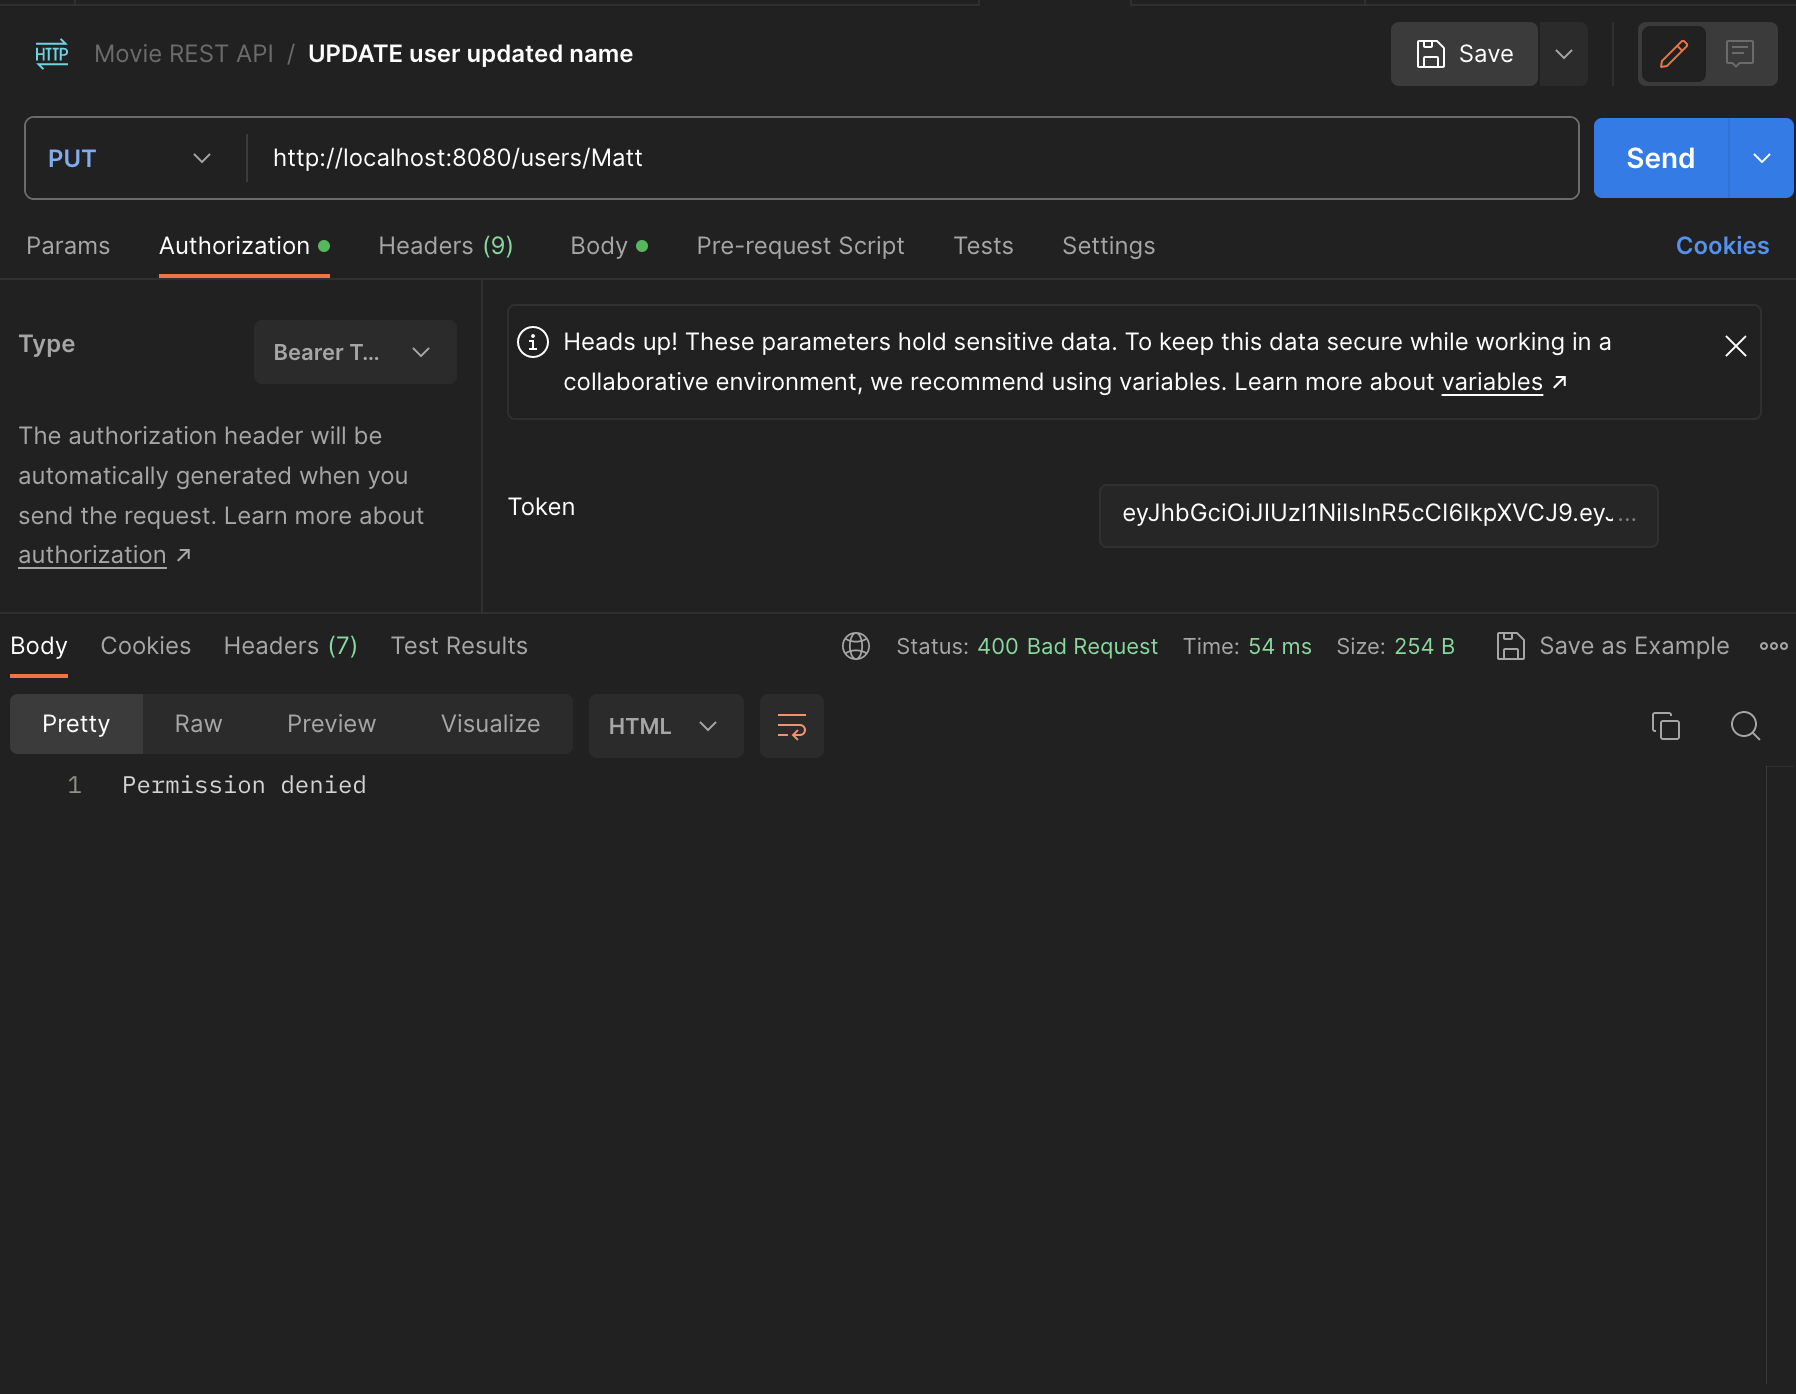 HTTP Movie REST API / UPDATE user updated name Save
PUT http://localhost:8080/users/Matt Send
Params Authorization Headers (9) Body Pre-request Script Tests Settings Cookies
Type Bearer T...
Heads up! These parameters hold sensitive data. To keep this data secure while working in a
collaborative environment, we recommend using variables. Learn more about variables ↗
The authorization header will be
automatically generated when you
send the request. Learn more about
authorization ↗
Token eyJhbGciOiJIUzI1NiIsInR5cCI6IkpXVCJ9.eyJ...
Body Cookies Headers (7) Test Results Status: 400 Bad Request Time: 54 ms Size: 254 B Save as Example
Pretty Raw Preview Visualize HTML
1 Permission denied